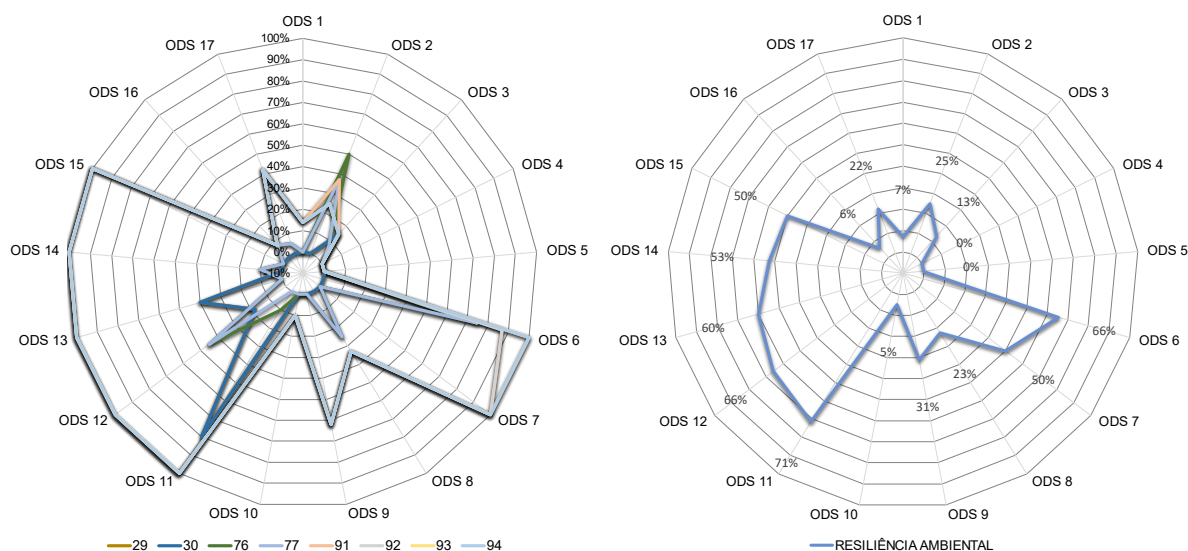 ODS 1
ODS 2
ODS 3
ODS 4
ODS 5
ODS 6
ODS 7
ODS 8
ODS 9
ODS 10
ODS 11
ODS 12
ODS 13
ODS 14
ODS 15
ODS 16
ODS 17
100%
90%
80%
70%
60%
50%
40%
30%
20%
10%
0%
-10%
29 30 76 77 91 92 93 94
ODS 1
ODS 2
ODS 3
ODS 4
ODS 5
ODS 6
ODS 7
ODS 8
ODS 9
ODS 10
ODS 11
ODS 12
ODS 13
ODS 14
ODS 15
ODS 16
ODS 17
7%
25%
13%
0%
0%
66%
50%
23%
31%
5%
71%
66%
60%
53%
50%
6%
22%
RESILIÊNCIA AMBIENTAL